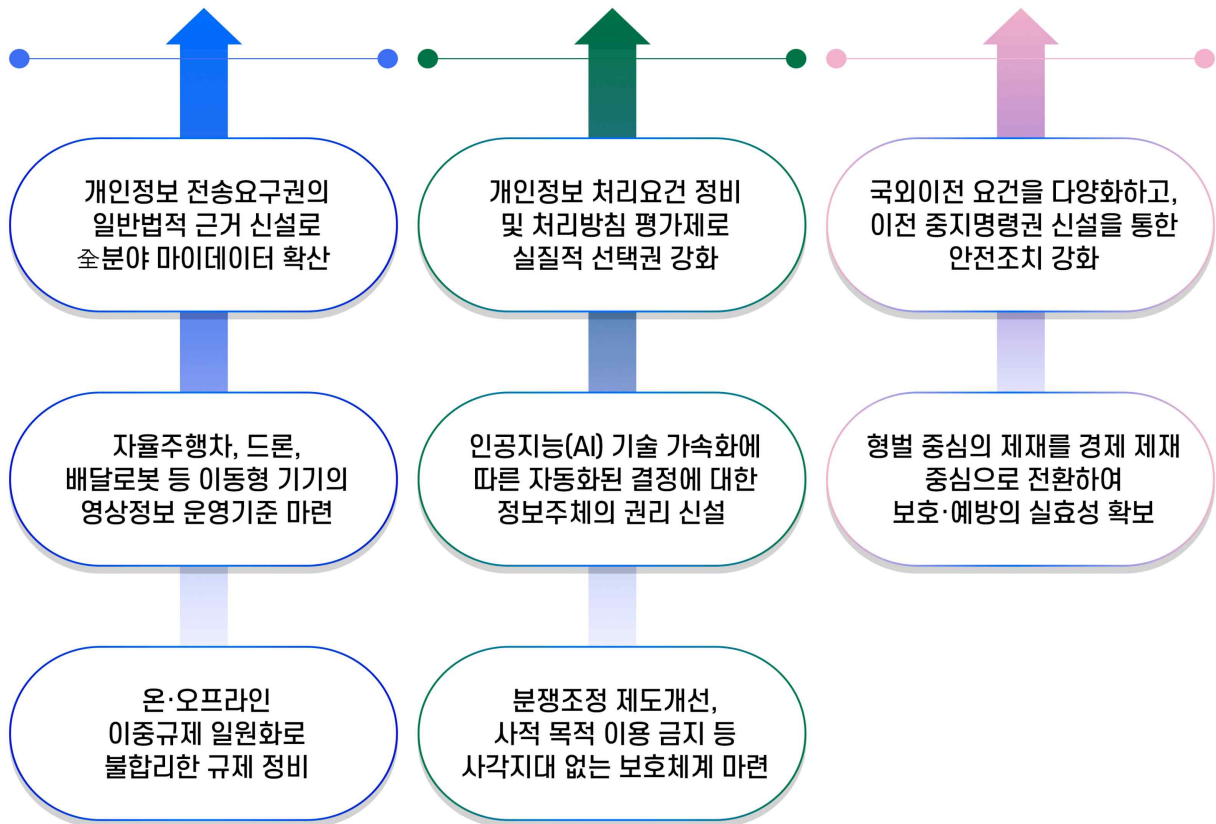 개인정보 전송요구권의
일반법적 근거 신설로
全분야 마이데이터 확산
개인정보 처리요건 정비
및 처리방침 평가제로
실질적 선택권 강화
국외이전 요건을 다양화하고,
이전 중지명령권 신설을 통한
안전조치 강화
자율주행차, 드론,
배달로봇 등 이동형 기기의
영상정보 운영기준 마련
인공지능(AI) 기술 가속화에
따른 자동화된 결정에 대한
정보주체의 권리 신설
형벌 중심의 제재를 경제 제재
중심으로 전환하여
보호·예방의 실효성 확보
온·오프라인
이중규제 일원화로
불합리한 규제 정비
분쟁조정 제도개선,
사적 목적 이용 금지 등
사각지대 없는 보호체계 마련